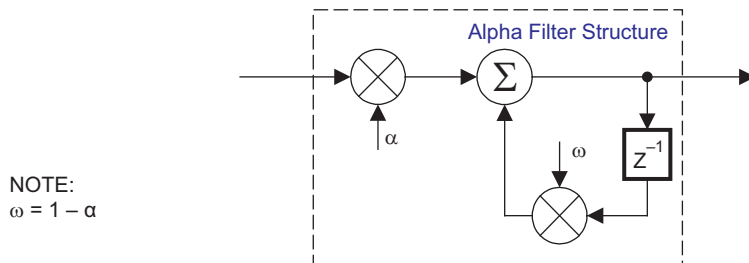 Alpha Filter Structure
Σ
α
ω
Z⁻¹
NOTE:
ω = 1 – α